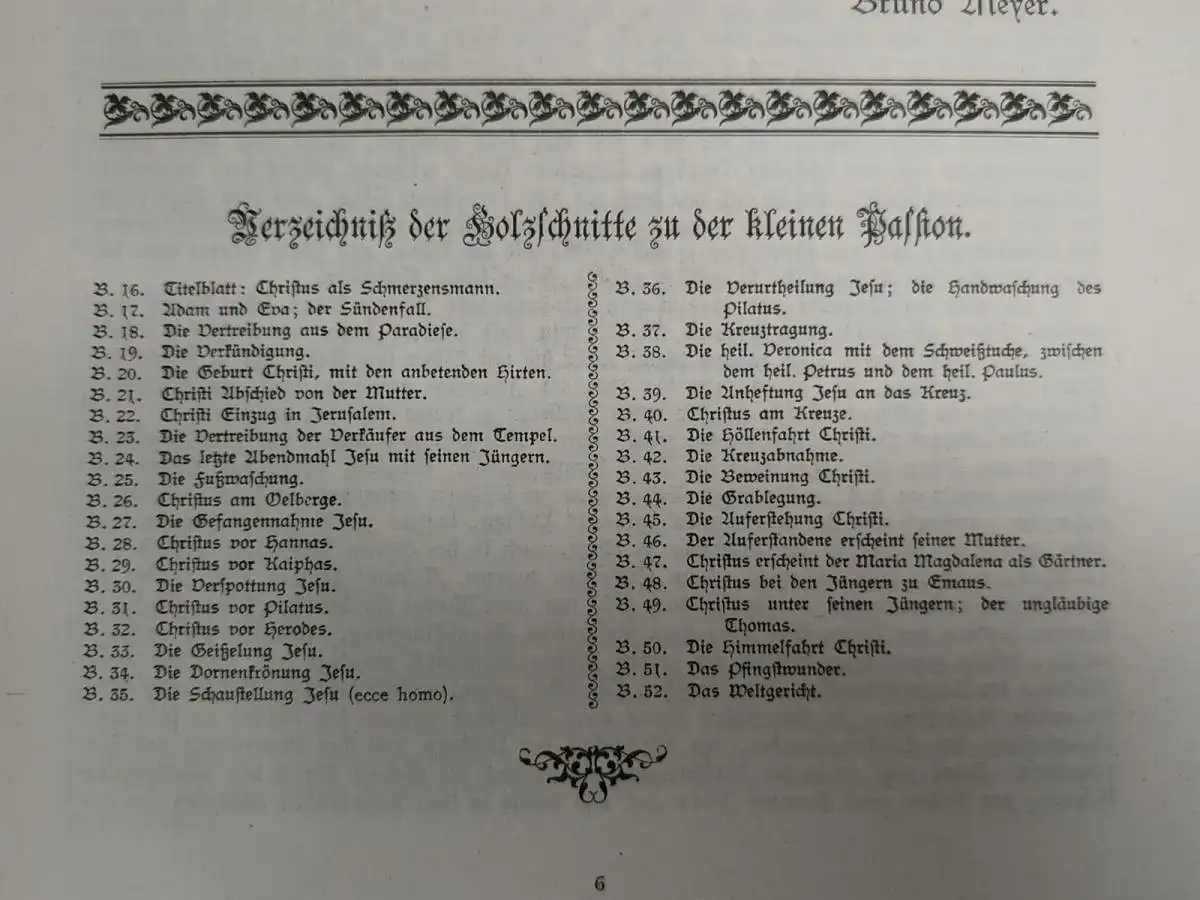 Bruno Meyer.
Verzeichniß der Holzschnitte zu der kleinen Passion.
B. 16. Titelblatt: Christus als Schmerzensmann.
B. 17. Adam und Eva; der Sündenfall.
B. 18. Die Vertreibung aus dem Paradiese.
B. 19. Die Verkündigung.
B. 20. Die Geburt Christi, mit den anbetenden Hirten.
B. 21. Christi Abschied von der Mutter.
B. 22. Christi Einzug in Jerusalem.
B. 23. Die Vertreibung der Verkäufer aus dem Tempel.
B. 24. Das letzte Abendmahl Jesu mit seinen Jüngern.
B. 25. Die Fußwaschung.
B. 26. Christus am Oelberge.
B. 27. Die Gefangennahme Jesu.
B. 28. Christus vor Hannas.
B. 29. Christus vor Kaiphas.
B. 30. Die Verspottung Jesu.
B. 31. Christus vor Pilatus.
B. 32. Christus vor Herodes.
B. 33. Die Geißelung Jesu.
B. 34. Die Dornenkrönung Jesu.
B. 35. Die Schaustellung Jesu (ecce homo).
B. 36. Die Verurtheilung Jesu; die Handwaschung des
Pilatus.
B. 37. Die Kreuztragung.
B. 38. Die heil. Veronica mit dem Schweißtuche, zwischen
dem heil. Petrus und dem heil. Paulus.
B. 39. Die Anheftung Jesu an das Kreuz.
B. 40. Christus am Kreuze.
B. 41. Die Höllenfahrt Christi.
B. 42. Die Kreuzabnahme.
B. 43. Die Beweinung Christi.
B. 44. Die Grablegung.
B. 45. Die Auferstehung Christi.
B. 46. Der Auferstandene erscheint seiner Mutter.
B. 47. Christus erscheint der Maria Magdalena als Gärtner.
B. 48. Christus bei den Jüngern zu Emaus.
B. 49. Christus unter seinen Jüngern; der ungläubige
Thomas.
B. 50. Die Himmelfahrt Christi.
B. 51. Das Pfingstwunder.
B. 52. Das Weltgericht.
6